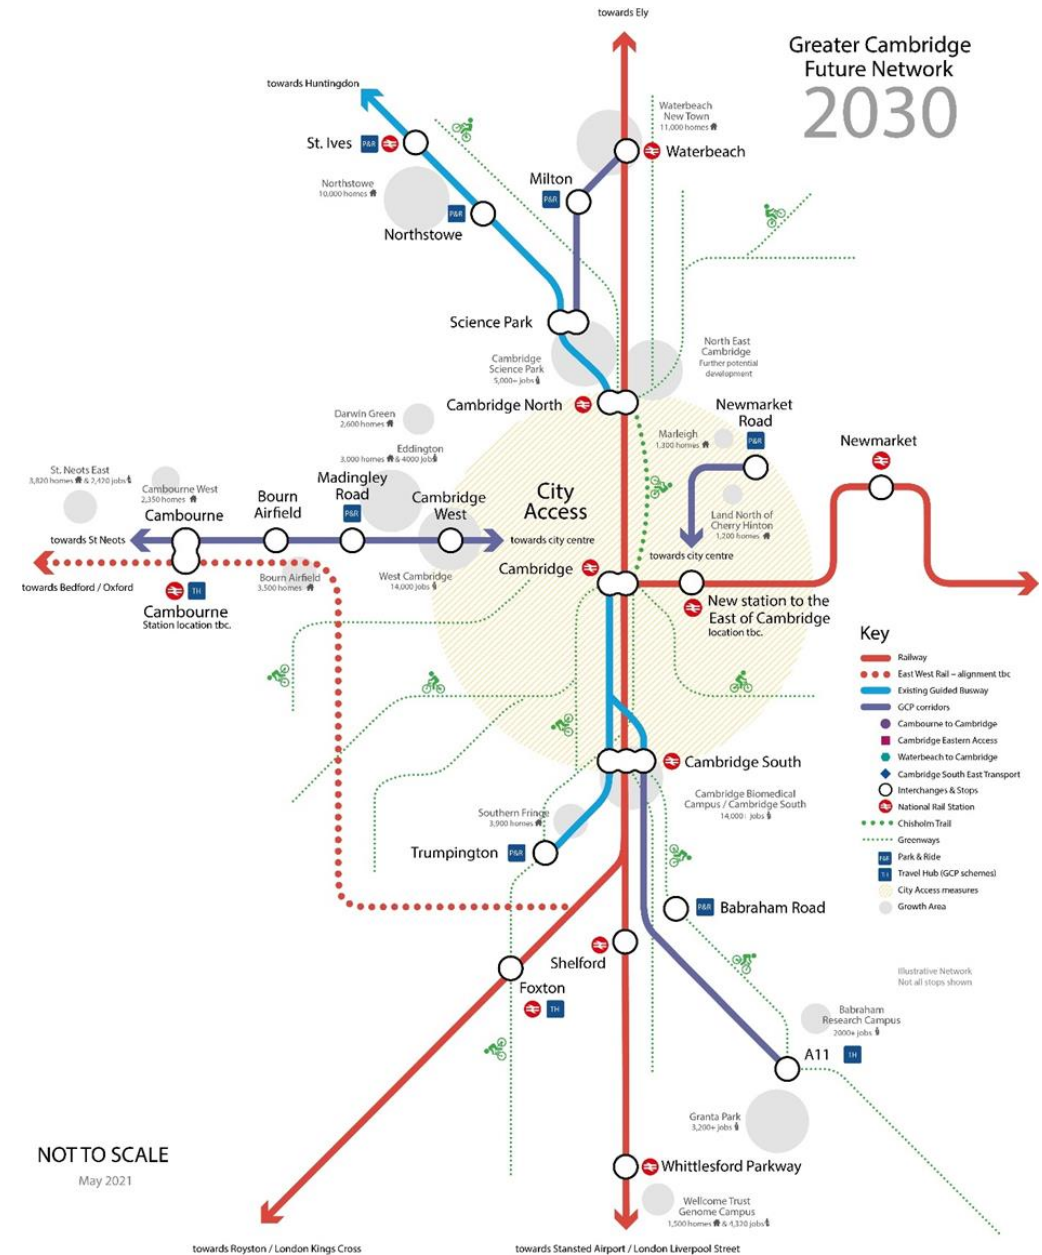 towards Ely
Greater Cambridge
Future Network
2030
towards Huntingdon
Waterbeach
New Town
11,000 homes
St. Ives
P&R
Waterbeach
Milton
P&R
Northstowe
10,000 homes
P&R
Northstowe
Science Park
North East
Cambridge
Further potential
development
Cambridge
Science Park
5,000+ jobs
Cambridge North
Newmarket
Road
P&R
Darwin Green
2,600 homes
Marleigh
1,300 homes
Newmarket
Eddington
3,000 homes & 4000 jobs
St. Neots East
3,820 homes & 2,420 jobs
Madingley
Road
P&R
Cambourne West
2,350 homes
Bourn
Airfield
Cambridge
West
City
Access
Cambourne
Land North of
Cherry Hinton
1,200 homes
towards St Neots
towards city centre
towards city centre
Cambridge
towards Bedford / Oxford
Bourn Airfield
3,500 homes
West Cambridge
14,000 jobs
TH
Cambourne
Station location tbc.
New station to the
East of Cambridge
location tbc.
Key
Railway
East West Rail – alignment tbc
Existing Guided Busway
GCP corridors
Cambourne to Cambridge
Cambridge Eastern Access
Waterbeach to Cambridge
Cambridge South East Transport
Interchanges & Stops
National Rail Station
Chisholm Trail
Greenways
P&R
Park & Ride
TH
Travel Hub (GCP schemes)
City Access measures
Growth Area
Cambridge South
Cambridge Biomedical
Campus / Cambridge South
14,000+ jobs
Southern Fringe
3,900 homes
Trumpington
P&R
P&R
Babraham Road
Shelford
Foxton
TH
Illustrative Network
Not all stops shown
Babraham
Research Campus
2000+ jobs
A11
TH
Granta Park
3,200+ jobs
NOT TO SCALE
May 2021
Whittlesford Parkway
Wellcome Trust
Genome Campus
1,500 homes & 4,320 jobs
towards Royston / London Kings Cross
towards Stansted Airport / London Liverpool Street